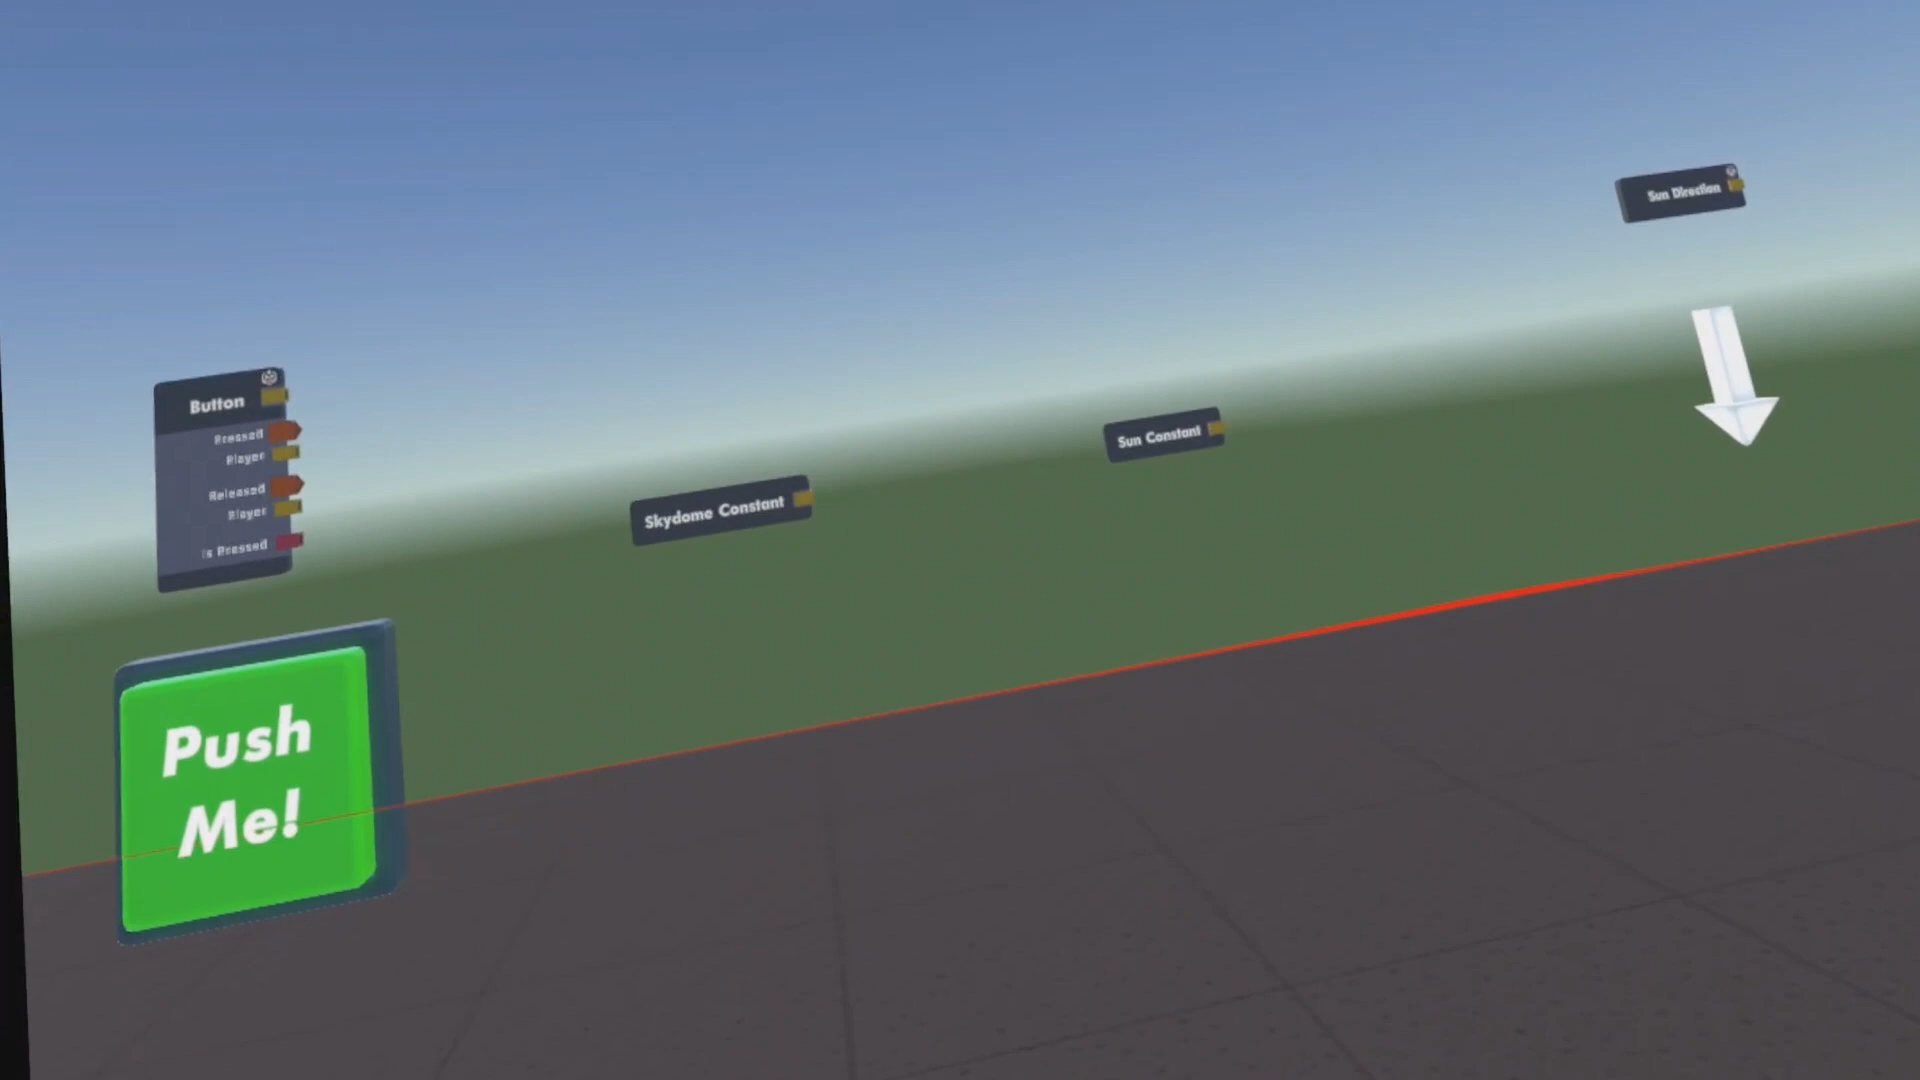 Sun Direction
Button
Pressed
Player
Released
Player
Is Pressed
Skydome Constant
Sun Constant
Push
Me!